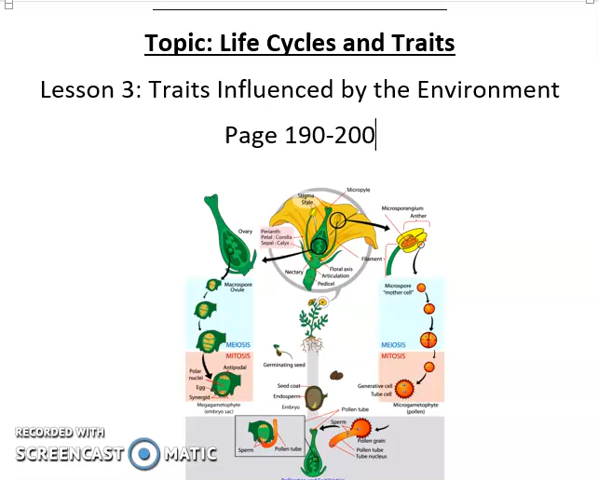 Topic: Life Cycles and Traits
Lesson 3: Traits Influenced by the Environment
Page 190-200
Micropyle
Stigma
Style
Microsporangium
Anther
Ovary
Perianth:
Petal : Corolla
Sepal : Calyx
Filament
Nectary
Floral axis
Articulation
Pedicel
Macrospore
Ovule
Microspore
"mother cell"
MEIOSIS
MEIOSIS
MITOSIS
MITOSIS
Polar
nuclei
Antipodal
Egg
Synergid
Megagametophyte
(embryo sac)
Germinating seed
Seed coat
Endosperm
Embryo
Generative cell
Tube cell
Microgametophyte
(pollen)
Pollen tube
Sperm
Pollen grain
Pollen tube
Tube nucleus
Sperm
Pollen tube
RECORDED WITH
SCREENCAST MATIC